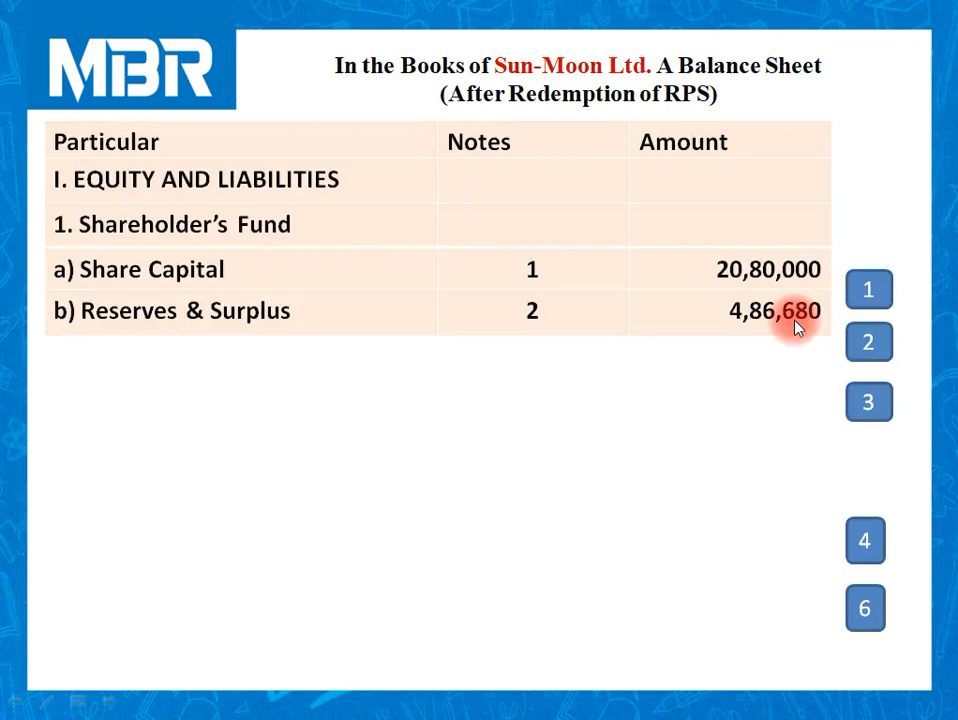 MBR
In the Books of Sun-Moon Ltd. A Balance Sheet
(After Redemption of RPS)
Particular Notes Amount
I. EQUITY AND LIABILITIES
1. Shareholder’s Fund
a) Share Capital 1 20,80,000
b) Reserves & Surplus 2 4,86,680
1
2
3
4
6